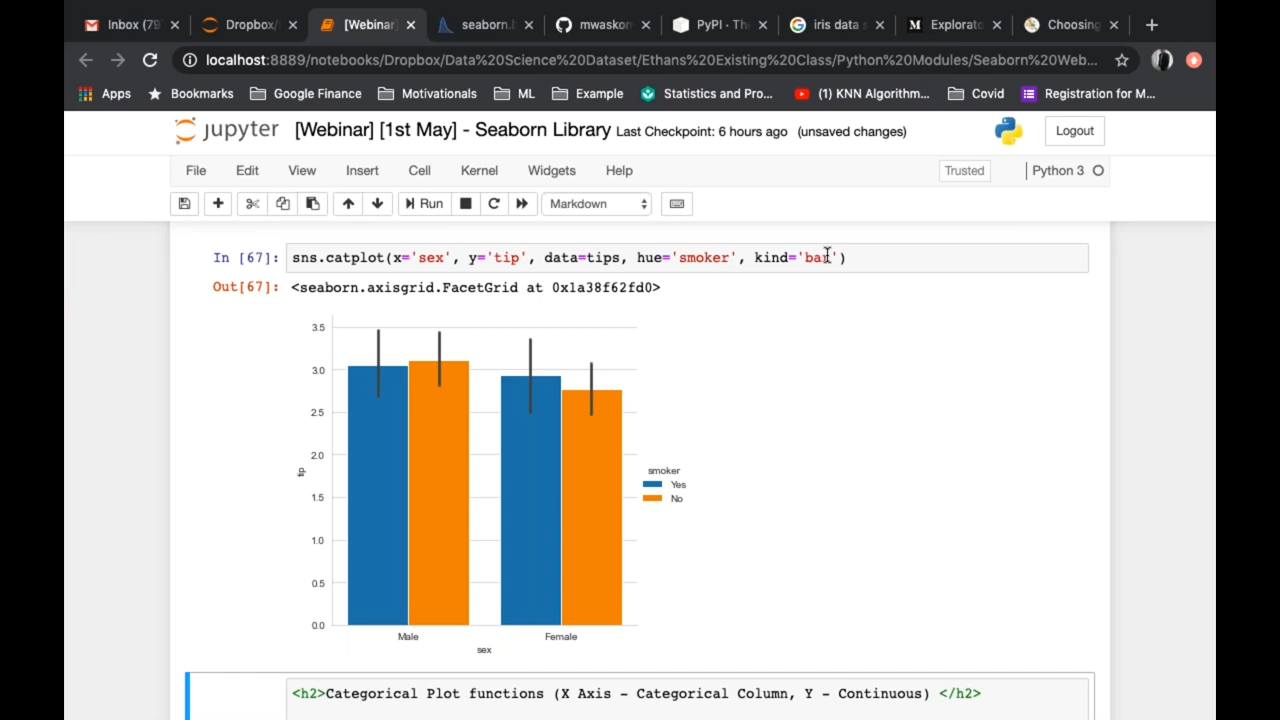 Inbox (79 Dropbox/ [Webinar] seaborn. mwaskom PyPI · The iris data Explorato Choosing
localhost:8889/notebooks/Dropbox/Data%20Science%20Dataset/Ethans%20Existing%20Class/Python%20Modules/Seaborn%20Web...
Apps Bookmarks Google Finance Motivationals ML Example Statistics and Pro... (1) KNN Algorithm... Covid Registration for M...
jupyter [Webinar] [1st May] - Seaborn Library Last Checkpoint: 6 hours ago (unsaved changes) Logout
File Edit View Insert Cell Kernel Widgets Help Trusted Python 3
Run Markdown
In [67]: sns.catplot(x='sex', y='tip', data=tips, hue='smoker', kind='bar')
Out[67]: <seaborn.axisgrid.FacetGrid at 0x1a38f62fd0>
3.5
3.0
2.5
2.0
1.5
1.0
0.5
0.0
tip
smoker
Yes
No
Male Female
sex
<h2>Categorical Plot functions (X Axis - Categorical Column, Y - Continuous) </h2>